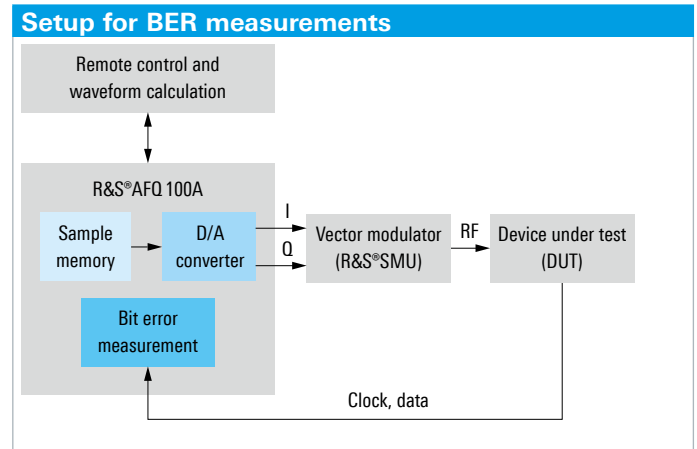 Setup for BER measurements
Remote control and
waveform calculation
R&S®AFQ 100A
Sample
memory
D/A
converter
I
Q
Vector modulator
(R&S®SMU)
RF
Device under test
(DUT)
Bit error
measurement
Clock, data